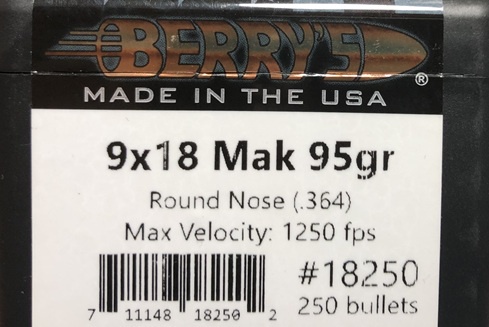 BERRY'S®
MADE IN THE USA
9x18 Mak 95gr
Round Nose (.364)
Max Velocity: 1250 fps
#18250
250 bullets
7 11148 18250 2